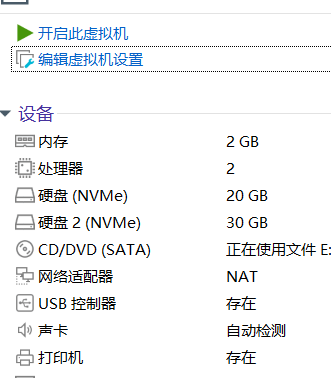 开启此虚拟机
编辑虚拟机设置
设备
内存 2 GB
处理器 2
硬盘 (NVMe) 20 GB
硬盘 2 (NVMe) 30 GB
CD/DVD (SATA) 正在使用文件 E:
网络适配器 NAT
USB 控制器 存在
声卡 自动检测
打印机 存在